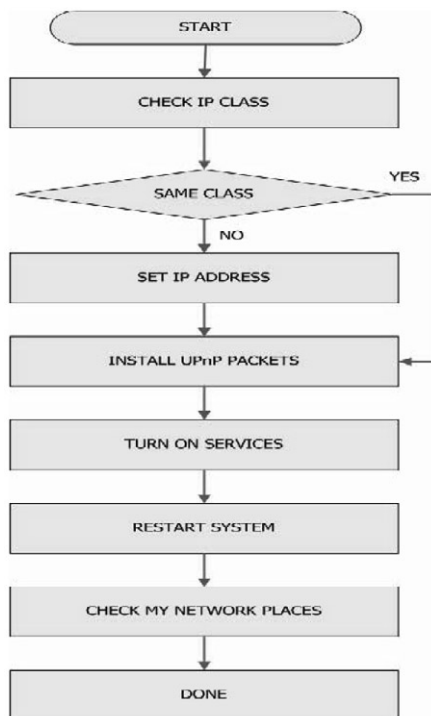 START
CHECK IP CLASS
SAME CLASS
YES
NO
SET IP ADDRESS
INSTALL UPnP PACKETS
TURN ON SERVICES
RESTART SYSTEM
CHECK MY NETWORK PLACES
DONE